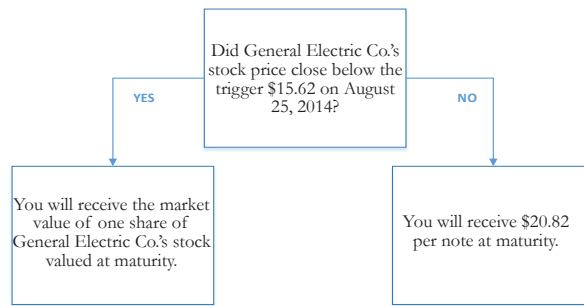 Did General Electric Co.'s
stock price close below the
trigger $15.62 on August
25, 2014?
YES
NO
You will receive the market
value of one share of
General Electric Co.'s stock
valued at maturity.
You will receive $20.82
per note at maturity.